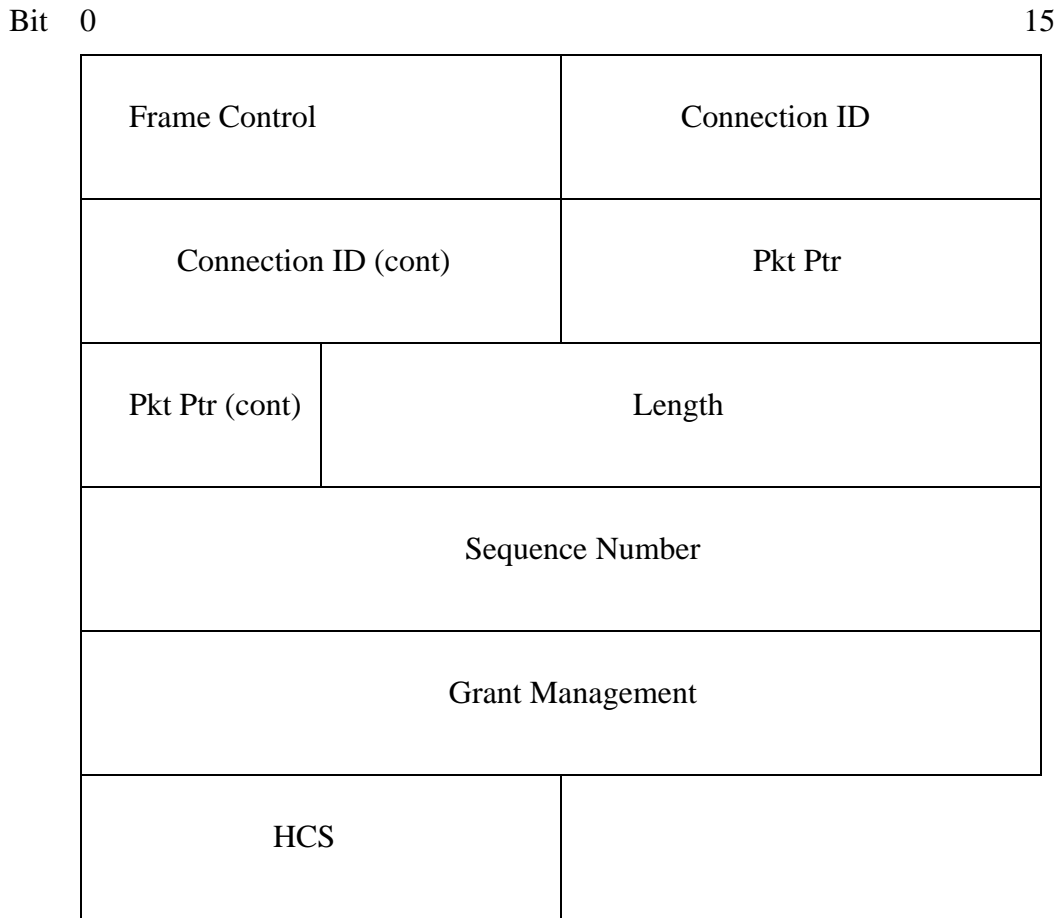 Bit 0 15
Frame Control Connection ID
Connection ID (cont) Pkt Ptr
Pkt Ptr (cont) Length
Sequence Number
Grant Management
HCS